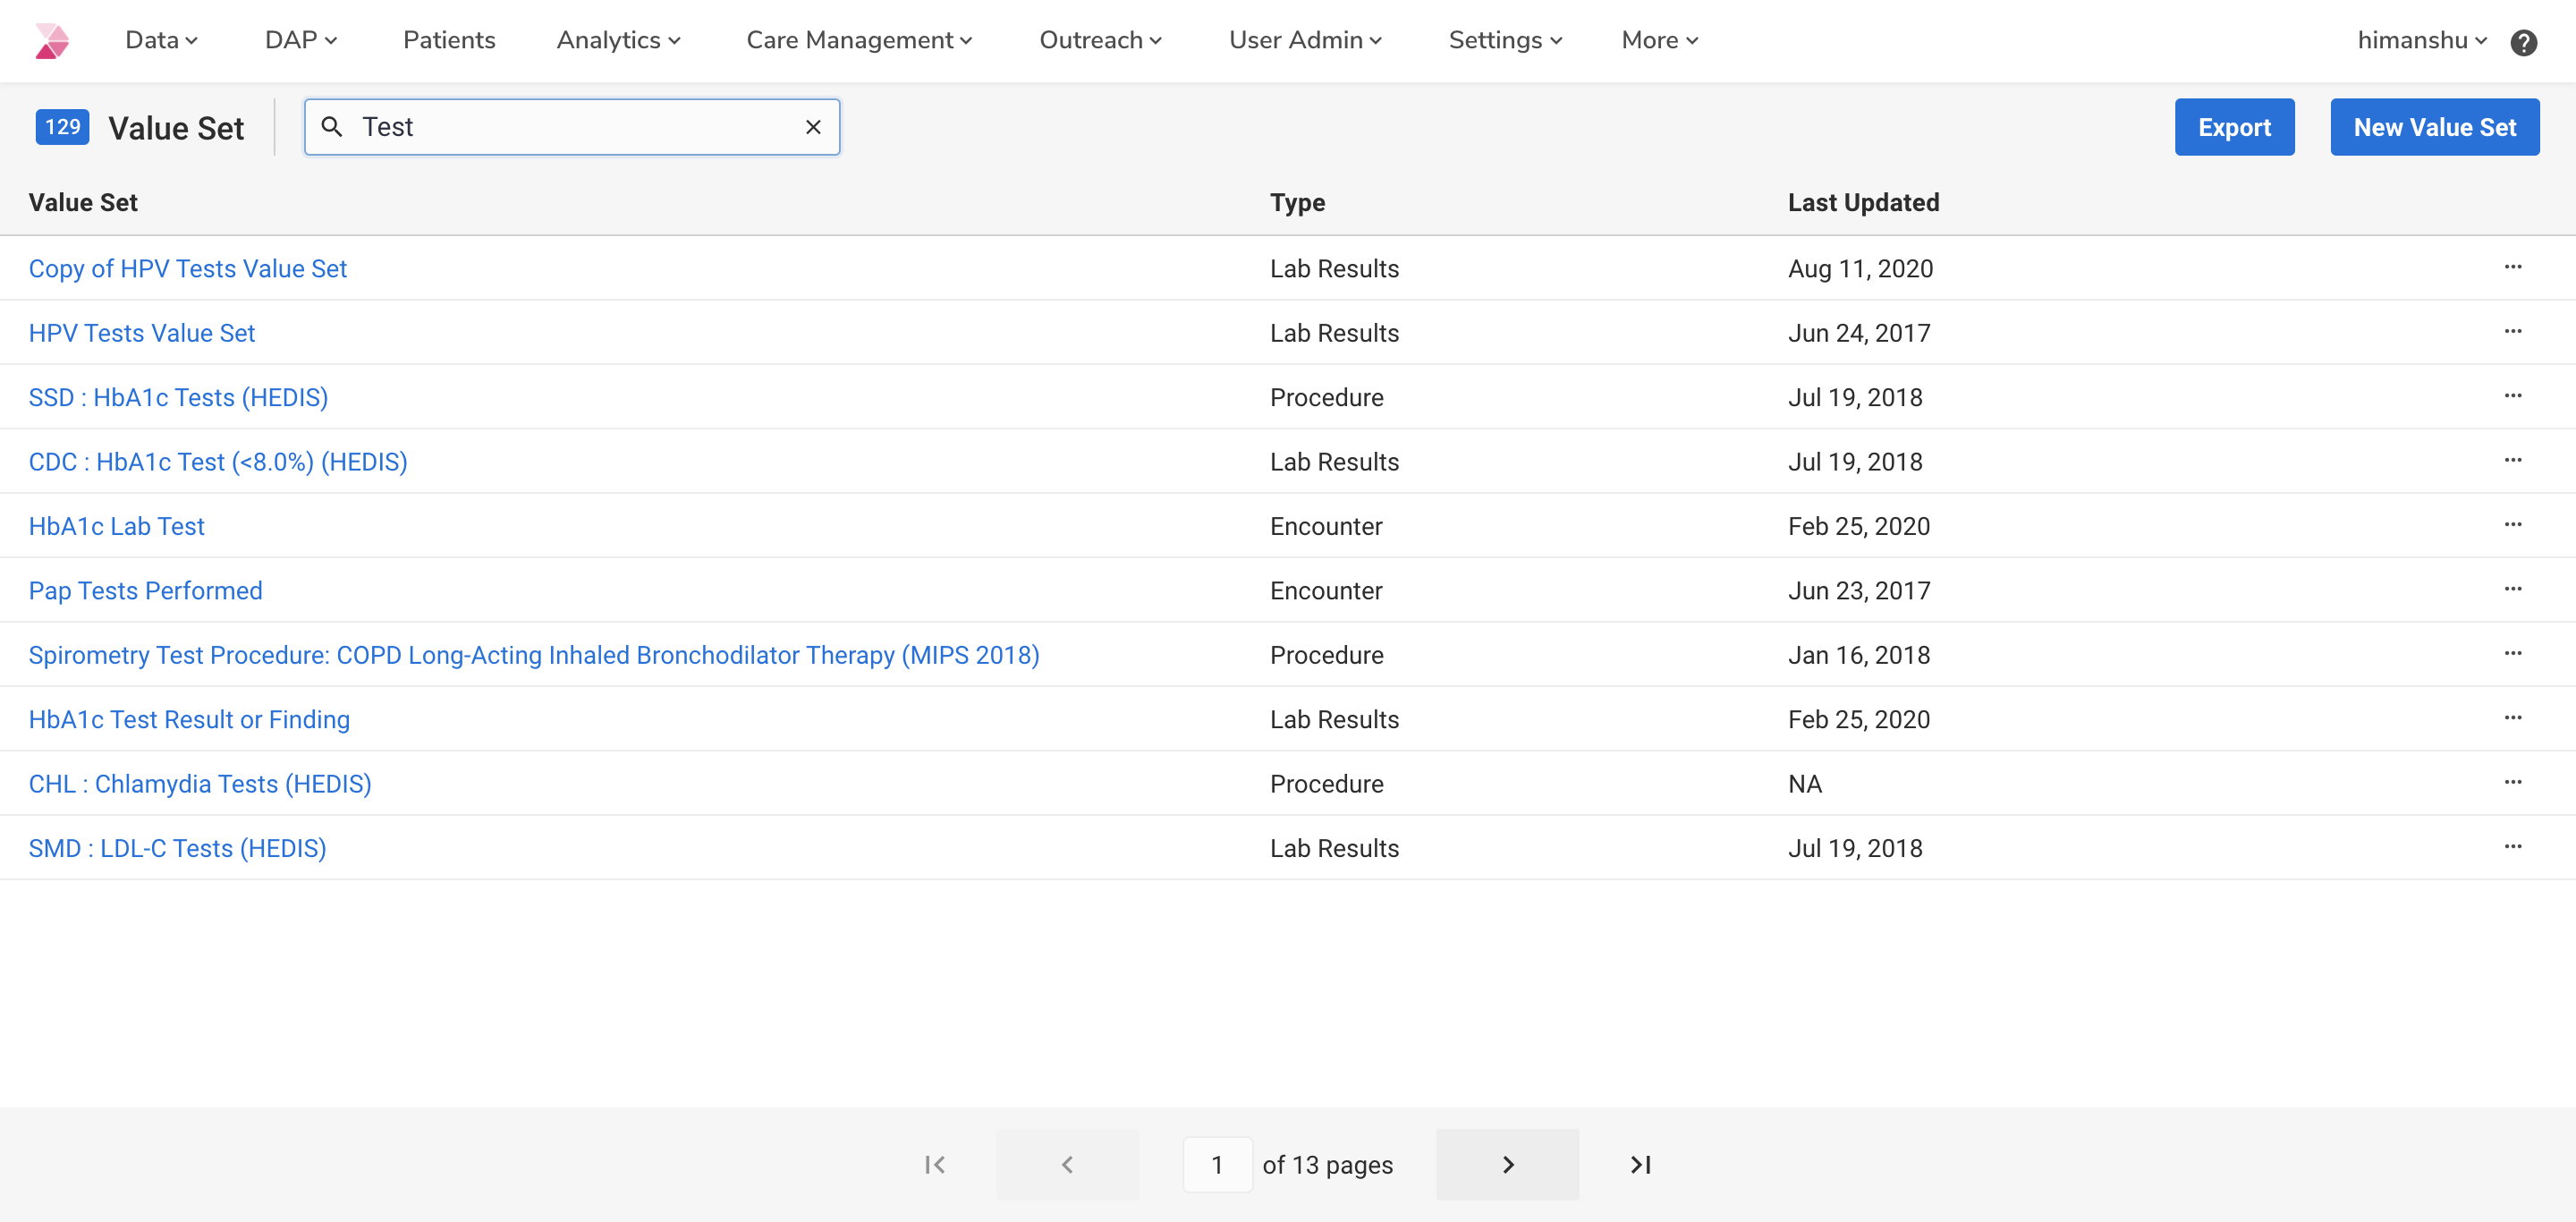 Data DAP Patients Analytics Care Management Outreach User Admin Settings More himanshu ?
129 Value Set Test Export New Value Set
Value Set Type Last Updated
Copy of HPV Tests Value Set Lab Results Aug 11, 2020 ...
HPV Tests Value Set Lab Results Jun 24, 2017 ...
SSD : HbA1c Tests (HEDIS) Procedure Jul 19, 2018 ...
CDC : HbA1c Test (<8.0%) (HEDIS) Lab Results Jul 19, 2018 ...
HbA1c Lab Test Encounter Feb 25, 2020 ...
Pap Tests Performed Encounter Jun 23, 2017 ...
Spirometry Test Procedure: COPD Long-Acting Inhaled Bronchodilator Therapy (MIPS 2018) Procedure Jan 16, 2018 ...
HbA1c Test Result or Finding Lab Results Feb 25, 2020 ...
CHL : Chlamydia Tests (HEDIS) Procedure NA ...
SMD : LDL-C Tests (HEDIS) Lab Results Jul 19, 2018 ...
1 of 13 pages